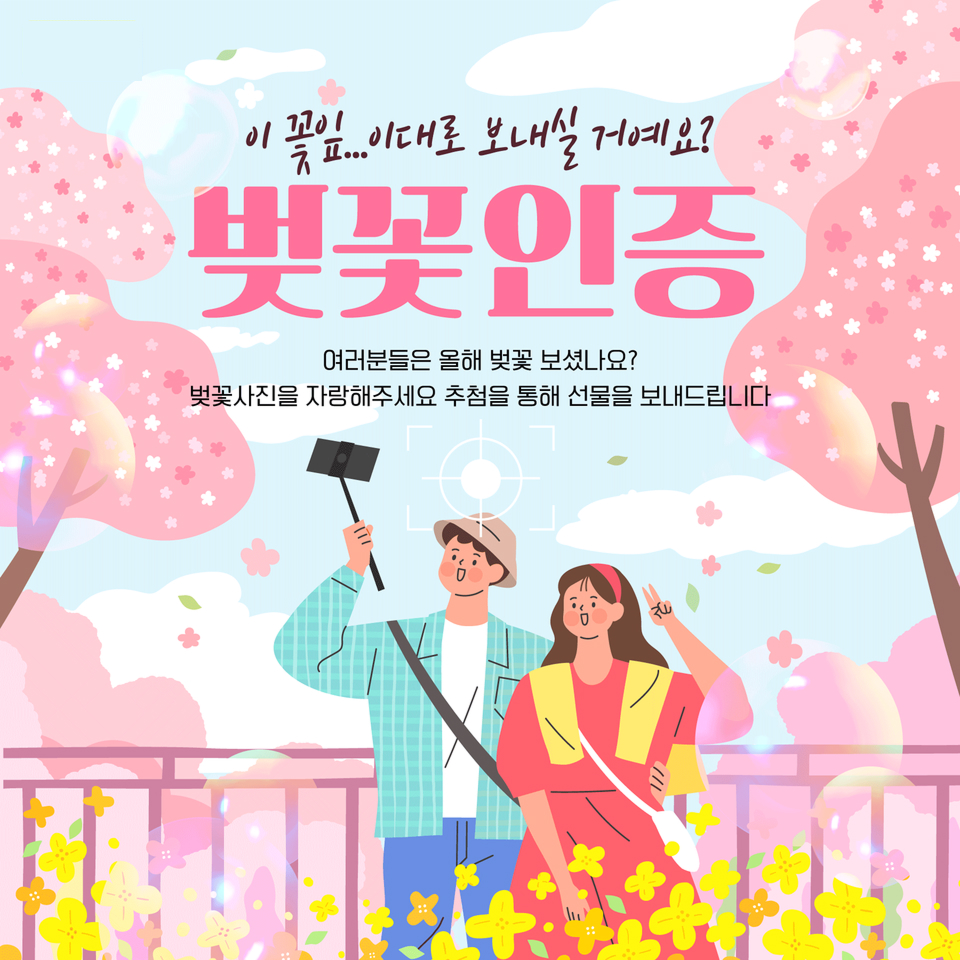 이 꽃잎...이대로 보내실 거예요?
벚꽃인증
여러분들은 올해 벚꽃 보셨나요?
벚꽃사진을 자랑해주세요 추첨을 통해 선물을 보내드립니다